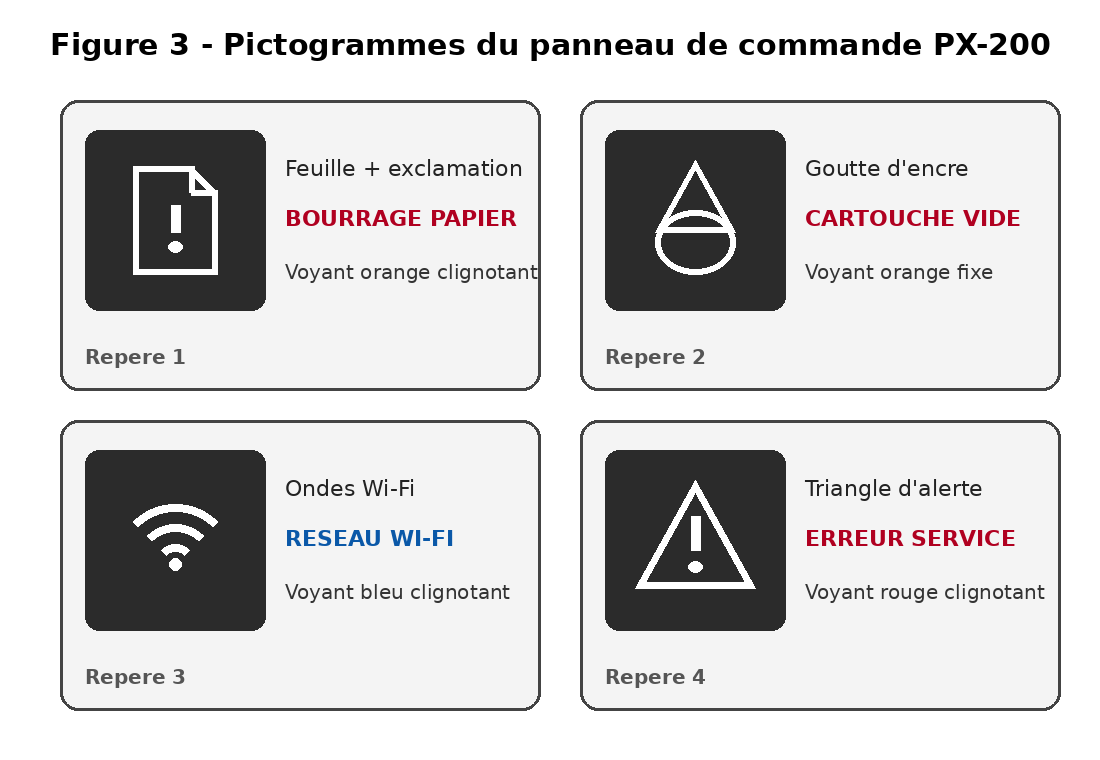 Figure 3 - Pictogrammes du panneau de commande PX-200
Feuille + exclamation
BOURRAGE PAPIER
Voyant orange clignotant
Repere 1
Goutte d'encre
CARTOUCHE VIDE
Voyant orange fixe
Repere 2
Ondes Wi-Fi
RESEAU WI-FI
Voyant bleu clignotant
Repere 3
Triangle d'alerte
ERREUR SERVICE
Voyant rouge clignotant
Repere 4